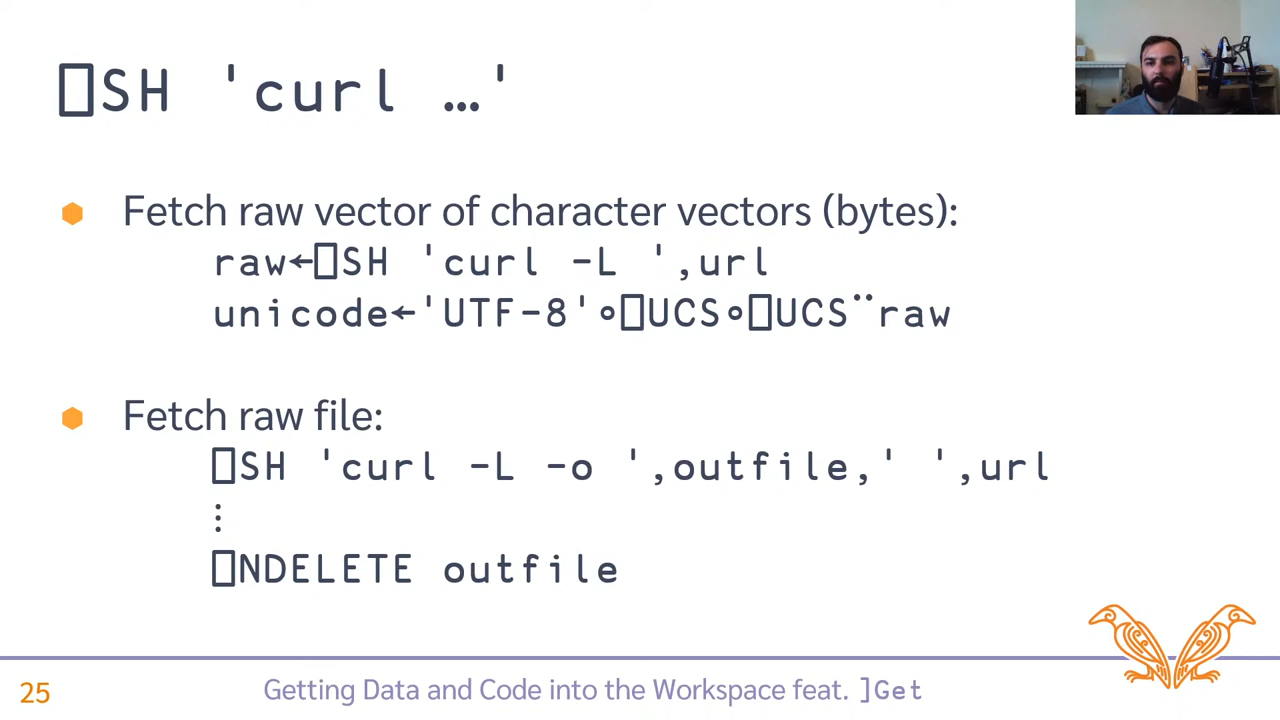 ⎕SH 'curl …'
Fetch raw vector of character vectors (bytes):
raw←⎕SH 'curl -L ',url
unicode←'UTF-8'∘⎕UCS∘⎕UCS¨raw
Fetch raw file:
⎕SH 'curl -L -o ',outfile,' ',url
⋮
⎕NDELETE outfile
25
Getting Data and Code into the Workspace feat. ]Get